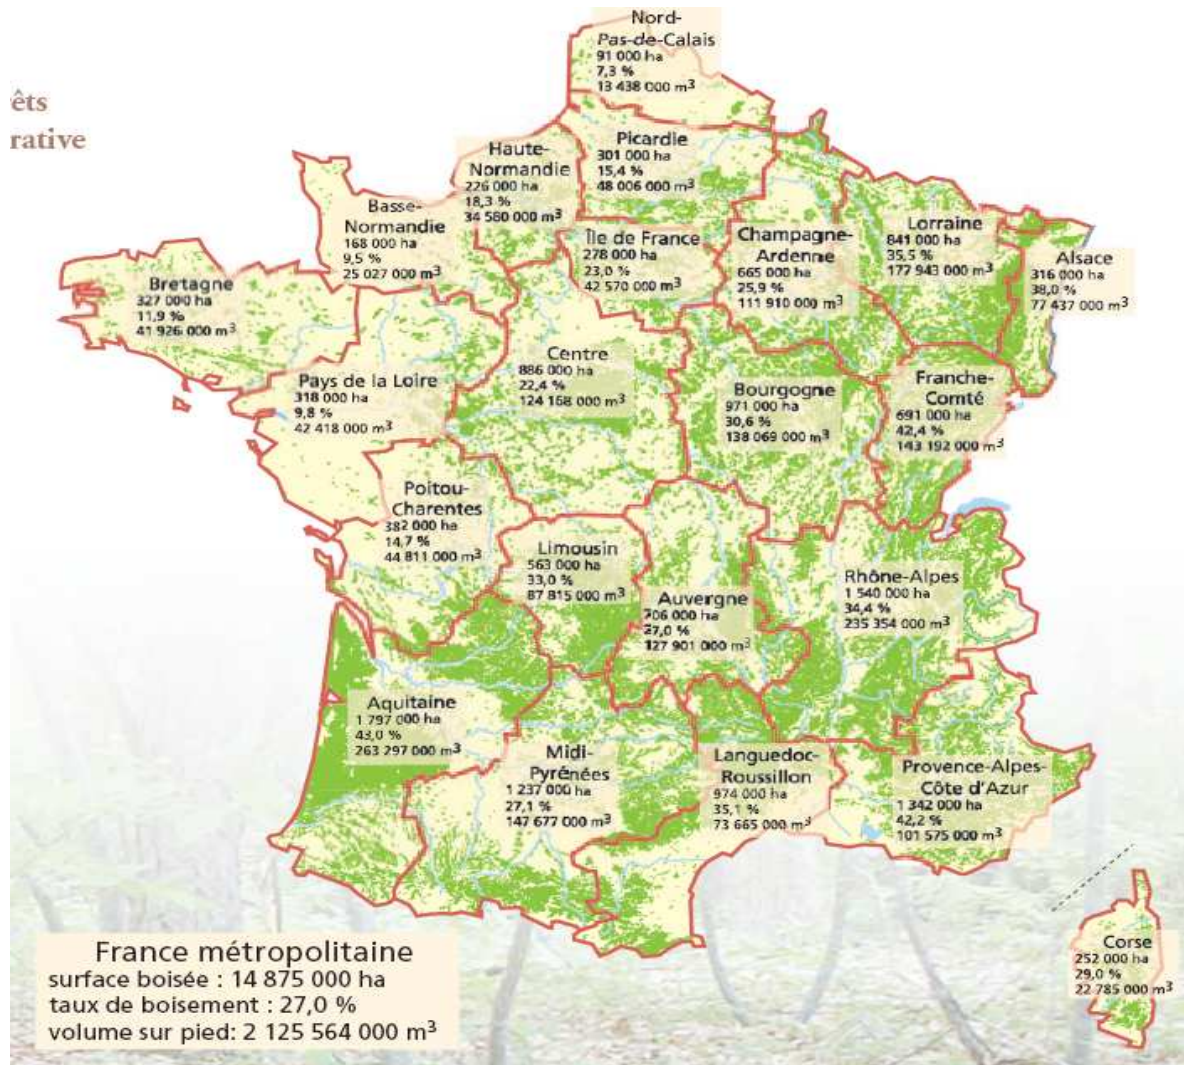 êts
rative
Nord-
Pas-de-Calais
91 000 ha
7,3 %
13 438 000 m³
Picardie
301 000 ha
15,4 %
48 006 000 m³
Haute-
Normandie
226 000 ha
18,3 %
34 580 000 m³
Basse-
Normandie
168 000 ha
9,5 %
25 027 000 m³
Île de France
278 000 ha
23,0 %
42 570 000 m³
Champagne-
Ardenne
665 000 ha
25,9 %
111 910 000 m³
Lorraine
841 000 ha
35,5 %
177 943 000 m³
Alsace
316 000 ha
38,0 %
77 437 000 m³
Bretagne
327 000 ha
11,9 %
41 926 000 m³
Pays de la Loire
318 000 ha
9,8 %
42 418 000 m³
Centre
886 000 ha
22,4 %
124 168 000 m³
Bourgogne
971 000 ha
30,6 %
138 069 000 m³
Franche-
Comté
691 000 ha
42,4 %
143 192 000 m³
Poitou-
Charentes
382 000 ha
14,7 %
44 811 000 m³
Limousin
563 000 ha
33,0 %
87 815 000 m³
Auvergne
706 000 ha
27,0 %
127 901 000 m³
Rhône-Alpes
1 540 000 ha
34,4 %
235 354 000 m³
Aquitaine
1 797 000 ha
43,0 %
263 297 000 m³
Midi-
Pyrénées
1 237 000 ha
27,1 %
147 677 000 m³
Languedoc-
Roussillon
974 000 ha
35,1 %
73 665 000 m³
Provence-Alpes-
Côte d'Azur
1 342 000 ha
42,2 %
101 575 000 m³
Corse
252 000 ha
29,0 %
22 785 000 m³
France métropolitaine
surface boisée : 14 875 000 ha
taux de boisement : 27,0 %
volume sur pied: 2 125 564 000 m³